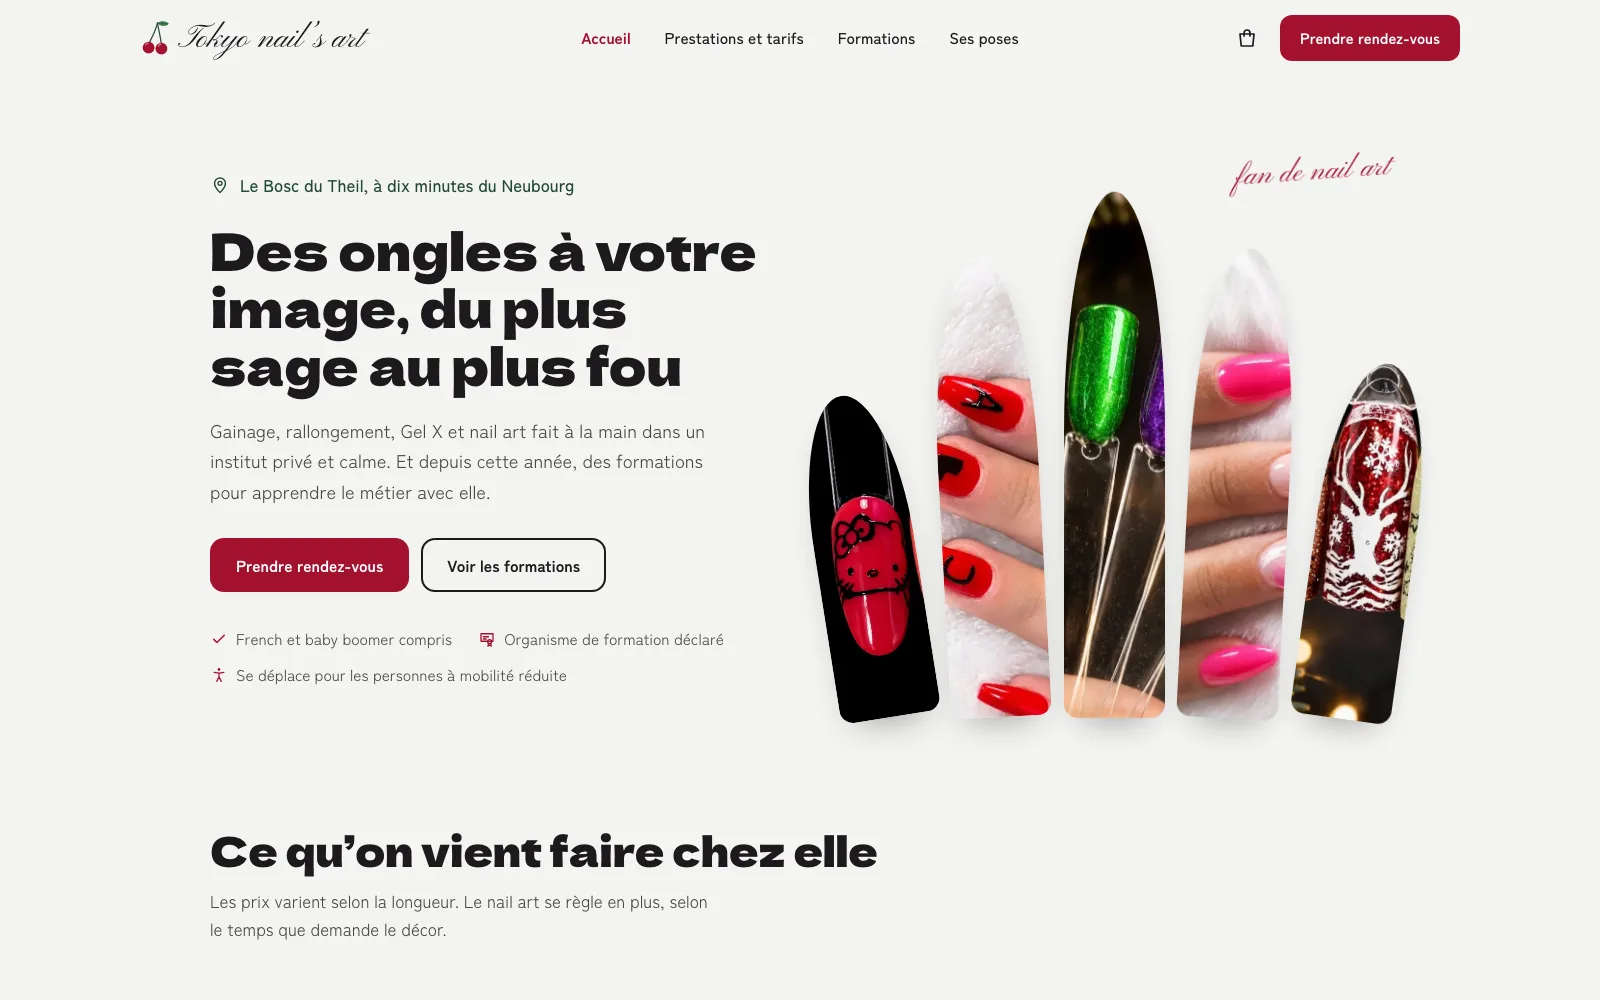 Tokyo nail's art
Accueil
Prestations et tarifs
Formations
Ses poses
Prendre rendez-vous
fan de nail art
Le Bosc du Theil, à dix minutes du Neubourg
Des ongles à votre
image, du plus
sage au plus fou
Gainage, rallongement, Gel X et nail art fait à la main dans un
institut privé et calme. Et depuis cette année, des formations
pour apprendre le métier avec elle.
Prendre rendez-vous
Voir les formations
French et baby boomer compris
Organisme de formation déclaré
Se déplace pour les personnes à mobilité réduite
Ce qu’on vient faire chez elle
Les prix varient selon la longueur. Le nail art se règle en plus, selon
le temps que demande le décor.